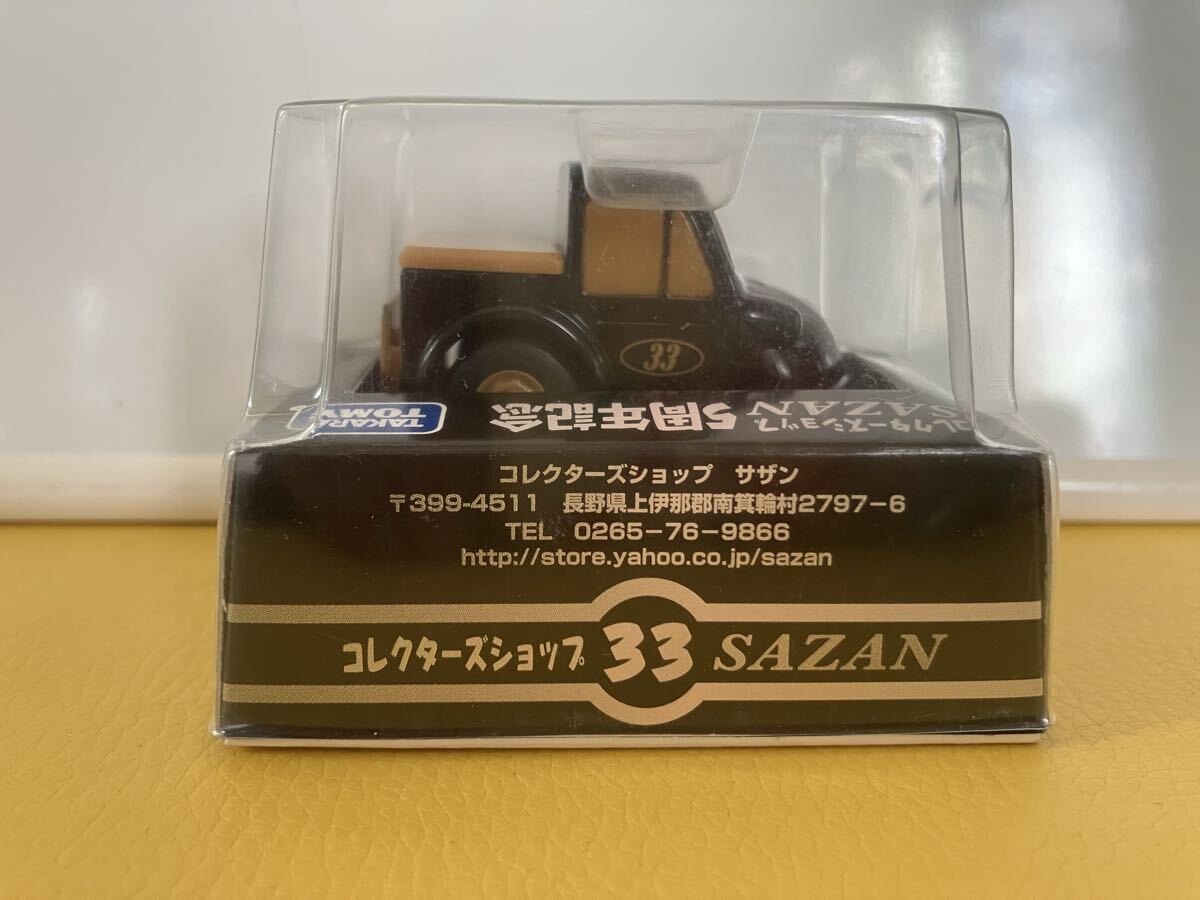 33
TAKARA TOMY
コレクターズショップ SAZAN 5周年記念
コレクターズショップ サザン
〒399-4511 長野県上伊那郡南箕輪村2797-6
TEL 0265-76-9866
http://store.yahoo.co.jp/sazan
コレクターズショップ 33 SAZAN